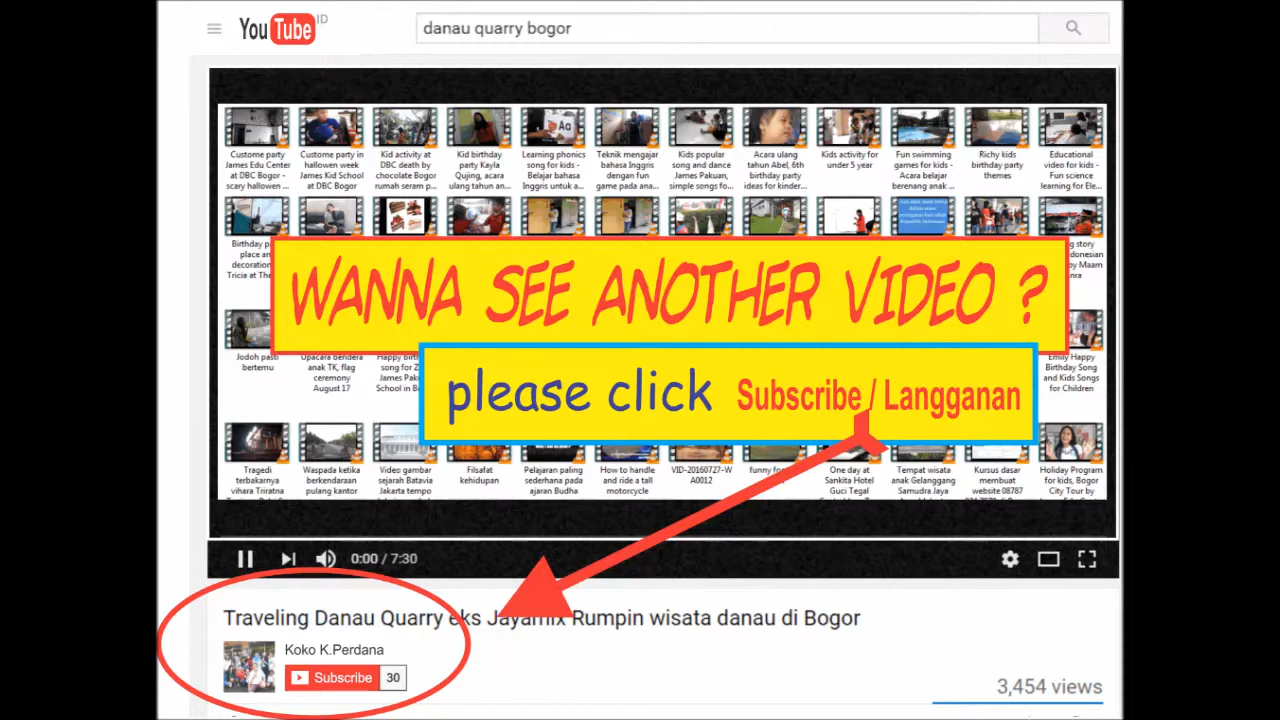 YouTube ID
danau quarry bogor
Custome party James Edu Center - scary hallowen ...
Custome party in hallowen week James Kid School at DBC Bogor
Kid activity at DBC death by chocolate Bogor rumah seram p...
Kid birthday party Kayla Qujing, acara ulang tahun an...
Learning phonics song for kids - Belajar bahasa Inggris untuk a...
Teknik mengajar bahasa Inggris dengan fun game pada ana...
Kids popular song and dance James Pakuan, simple songs fo...
Acara ulang tahun Abel, 6th birthday party ideas for kinder...
Kids activity for under 5 year
Fun swimming games for kids - Acara belajar berenang anak ...
Richy kids birthday party themes
Educational video for kids - Fun science learning for Ele...
WANNA SEE ANOTHER VIDEO ?
please click Subscribe / Langganan
Jodoh pasti bertemu
Upacara bendera anak TK, flag ceremony August 17
Emily Happy Birthday Song and Kids Songs for Children
Tragedi terbakarnya vihara Triratna
Waspada ketika berkendaraan pulang kantor
Video gambar sejarah Batavia Jakarta tempo
Filsafat kehidupan
Pelajaran paling sederhana pada ajaran Budha
How to handle and ride a tall motorcycle
VID-20160727-WA0012
funny fo
One day at Sankita Hotel Guci Tegal
Tempat wisata anak Gelanggang Samudra Jaya
Kursus dasar membuat website 08787
Holiday Program for kids, Bogor City Tour by
0:00 / 7:30
Traveling Danau Quarry eks Jayamix Rumpin wisata danau di Bogor
Koko K.Perdana
Subscribe 30
3,454 views